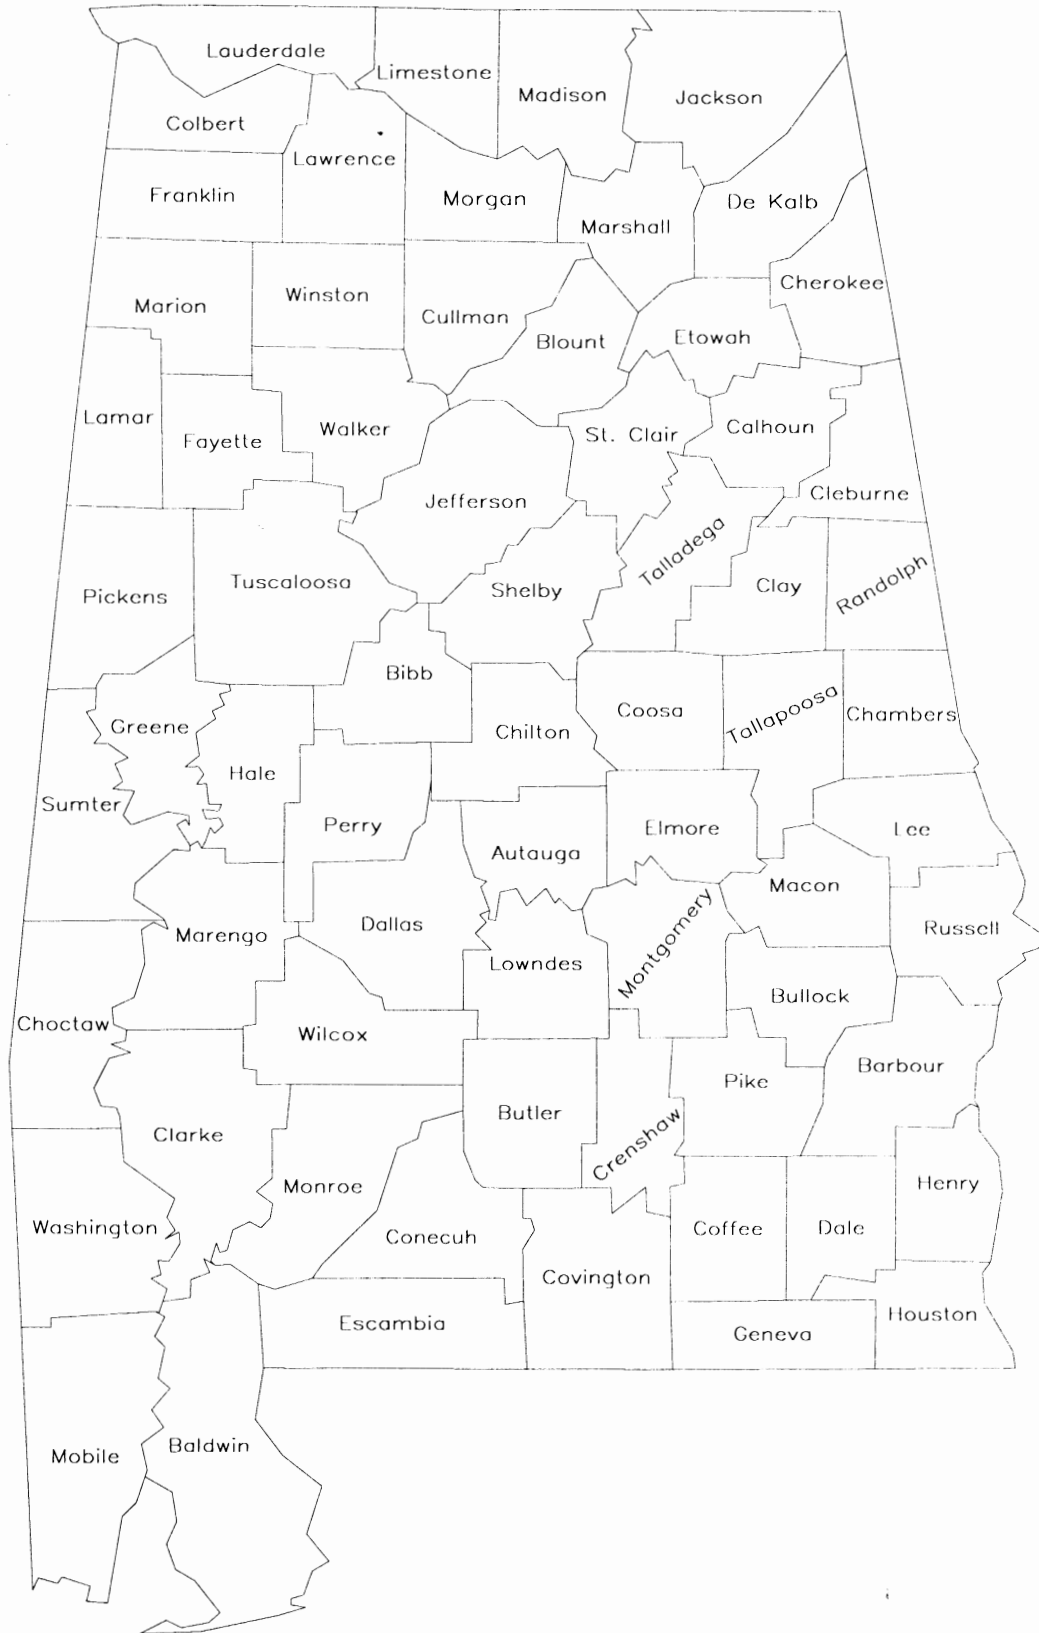 Lauderdale
Limestone
Madison
Jackson
Colbert
Lawrence
Franklin
Morgan
De Kalb
Marshall
Cherokee
Marion
Winston
Cullman
Blount
Etowah
Lamar
Fayette
Walker
St. Clair
Calhoun
Cleburne
Jefferson
Talladega
Randolph
Pickens
Tuscaloosa
Shelby
Clay
Bibb
Greene
Chilton
Coosa
Tallapoosa
Chambers
Hale
Sumter
Perry
Autauga
Elmore
Lee
Macon
Marengo
Dallas
Lowndes
Montgomery
Russell
Bullock
Choctaw
Wilcox
Barbour
Pike
Clarke
Butler
Crenshaw
Monroe
Henry
Washington
Conecuh
Coffee
Dale
Covington
Escambia
Houston
Geneva
Mobile
Baldwin